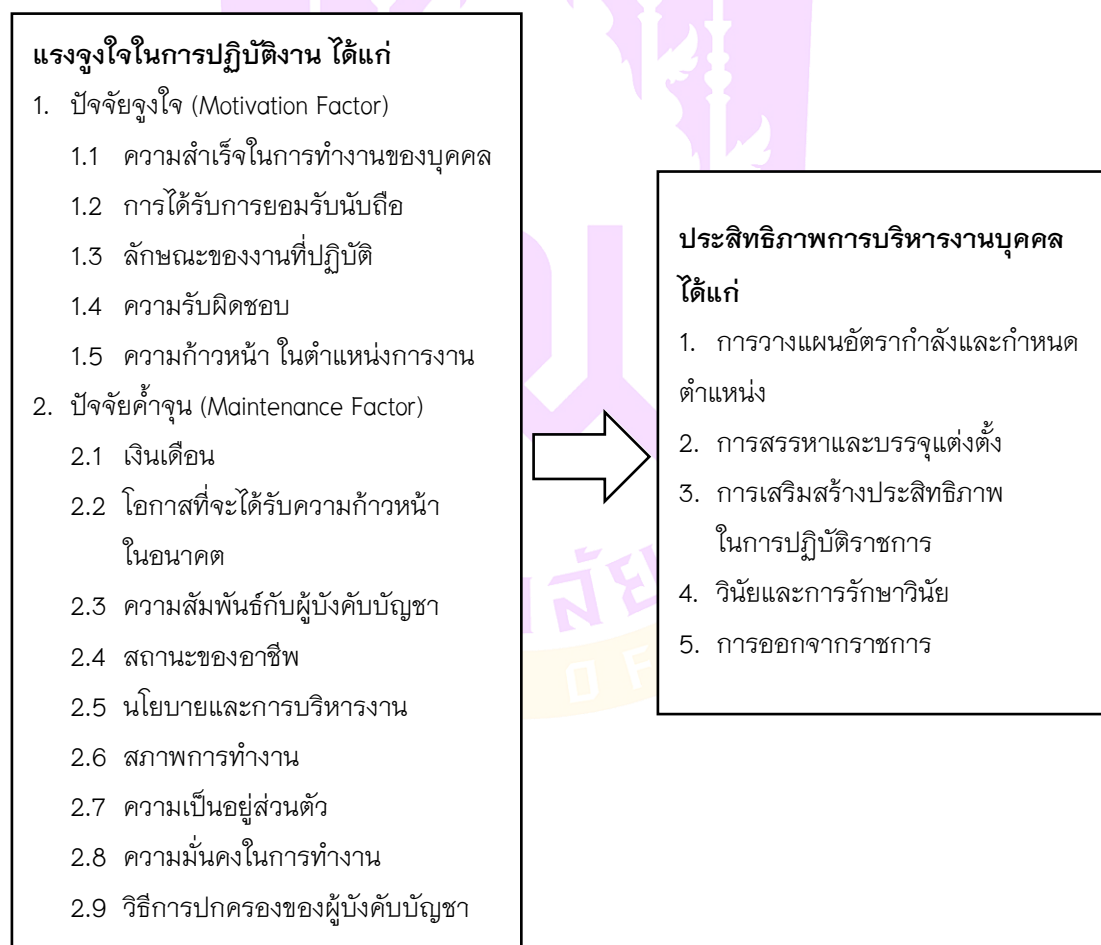 แรงจูงใจในการปฏิบัติงาน ได้แก่
1. ปัจจัยจูงใจ (Motivation Factor)
1.1 ความสำเร็จในการทำงานของบุคคล
1.2 การได้รับการยอมรับนับถือ
1.3 ลักษณะของงานที่ปฏิบัติ
1.4 ความรับผิดชอบ
1.5 ความก้าวหน้า ในตำแหน่งการงาน
2. ปัจจัยค้ำจุน (Maintenance Factor)
2.1 เงินเดือน
2.2 โอกาสที่จะได้รับความก้าวหน้า
ในอนาคต
2.3 ความสัมพันธ์กับผู้บังคับบัญชา
2.4 สถานะของอาชีพ
2.5 นโยบายและการบริหารงาน
2.6 สภาพการทำงาน
2.7 ความเป็นอยู่ส่วนตัว
2.8 ความมั่นคงในการทำงาน
2.9 วิธีการปกครองของผู้บังคับบัญชา
ประสิทธิภาพการบริหารงานบุคคล
ได้แก่
1. การวางแผนอัตรากำลังและกำหนด
ตำแหน่ง
2. การสรรหาและบรรจุแต่งตั้ง
3. การเสริมสร้างประสิทธิภาพ
ในการปฏิบัติราชการ
4. วินัยและการรักษาวินัย
5. การออกจากราชการ